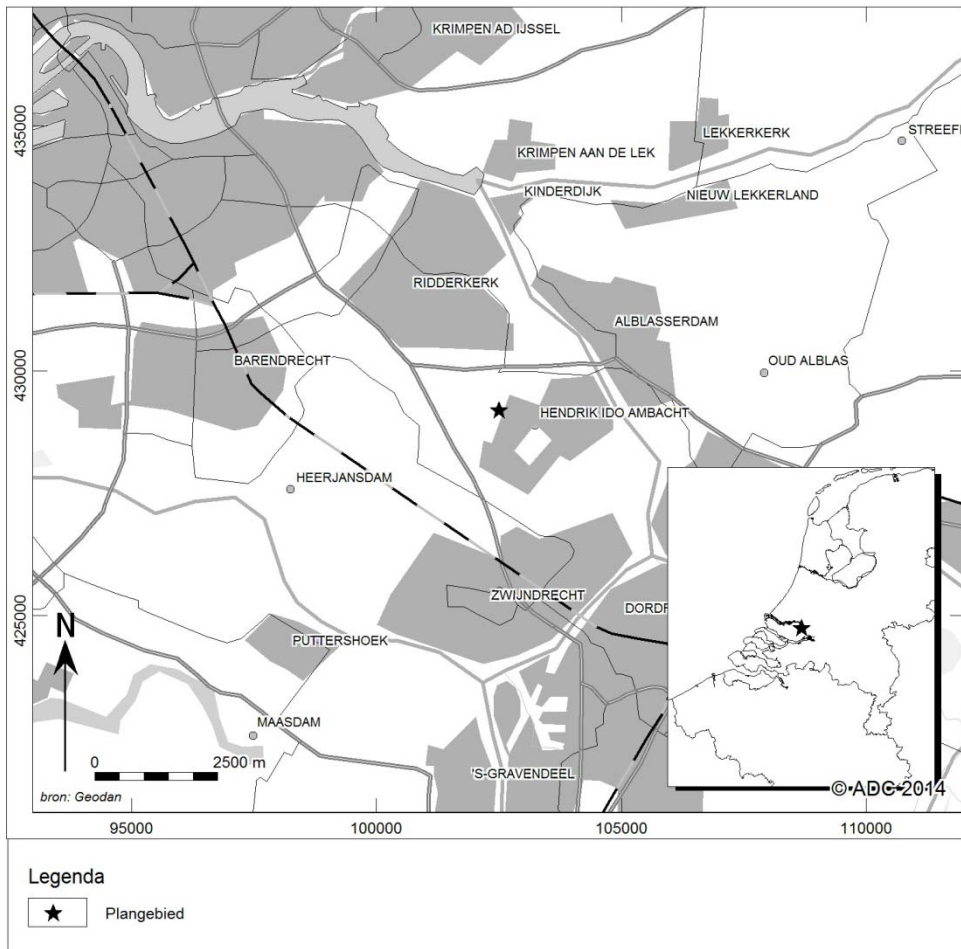 KRIMPEN AD IJSSEL
LEKKERKERK
STREEFK
KRIMPEN AAN DE LEK
KINDERDIJK
NIEUW LEKKERLAND
RIDDERKERK
ALBLASSERDAM
BARENDRECHT
OUD ALBLAS
HENDRIK IDO AMBACHT
HEERJANSDAM
ZWIJNDRECHT
PUTTERSHOEK
MAASDAM
'S-GRAVENDEEL
435000
430000
425000
N
0 2500 m
bron: Geodan
© ADC 2014
95000 100000 105000 110000
Legenda
Plangebied